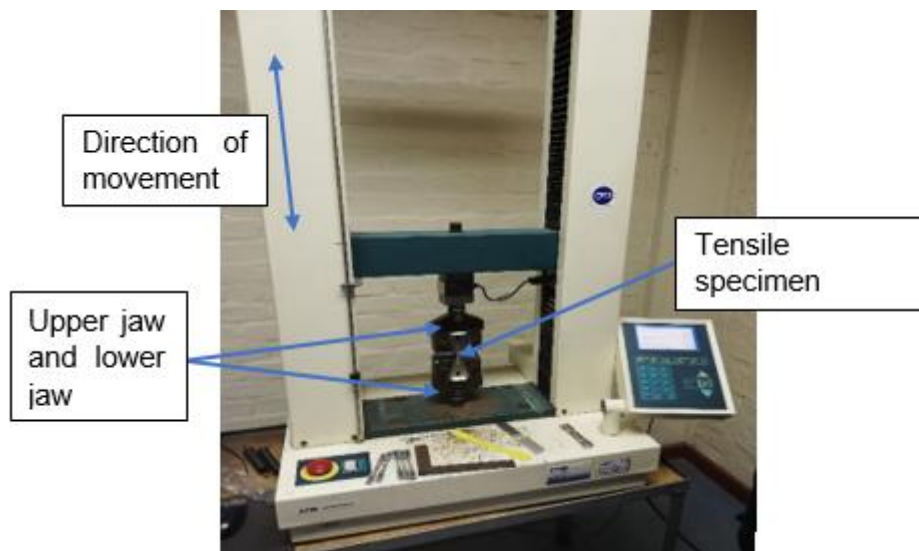 Direction of
movement
Tensile
specimen
Upper jaw
and lower
jaw